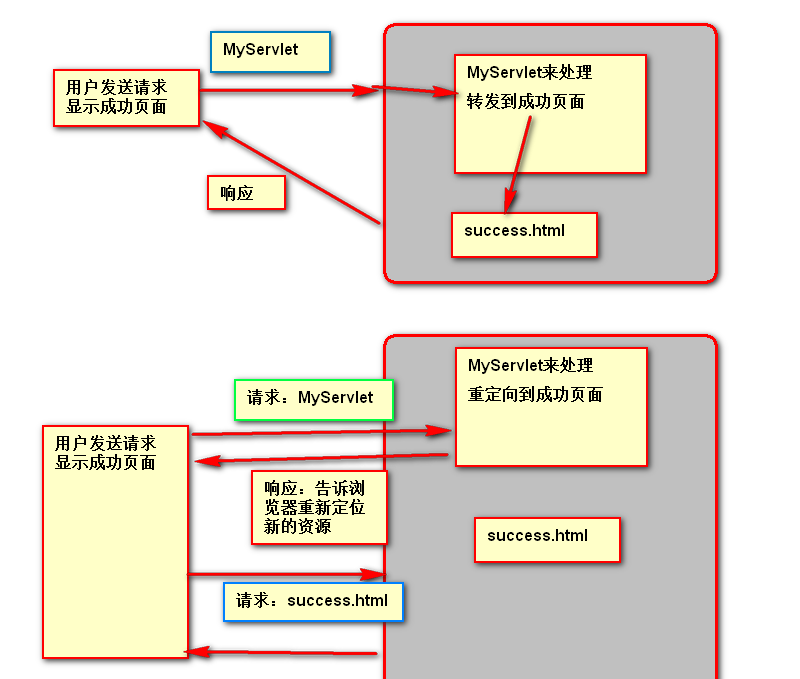 MyServlet
用户发送请求
显示成功页面
MyServlet来处理
转发到成功页面
响应
success.html
MyServlet来处理
重定向到成功页面
请求：MyServlet
用户发送请求
显示成功页面
响应：告诉浏
览器重新定位
新的资源
success.html
请求：success.html